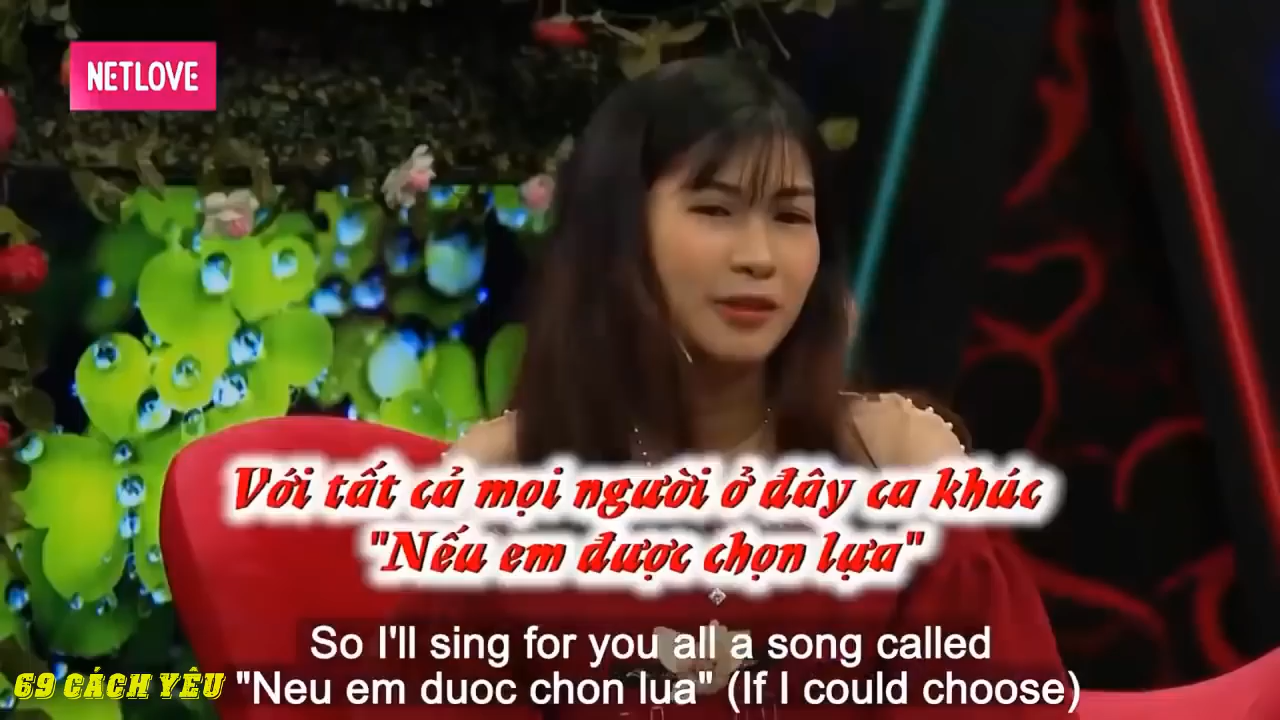 NETLOVE
Với tất cả mọi người ở đây ca khúc
"Nếu em được chọn lựa"
So I'll sing for you all a song called
"Neu em duoc chon lua" (If I could choose)
69 CÁCH YÊU